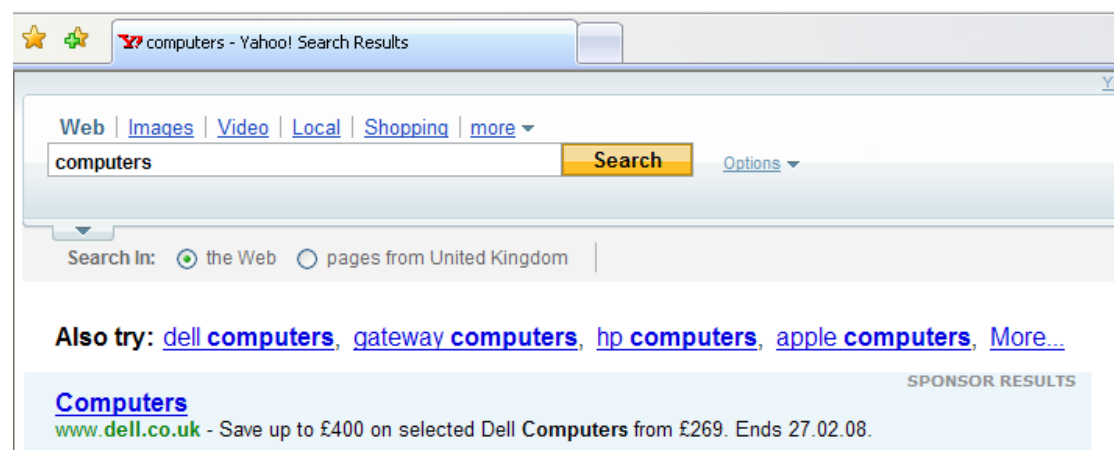 computers - Yahoo! Search Results
Web | Images | Video | Local | Shopping | more
computers Search Options
Search In: the Web pages from United Kingdom
Also try: dell computers, gateway computers, hp computers, apple computers, More...
SPONSOR RESULTS
Computers
www.dell.co.uk - Save up to £400 on selected Dell Computers from £269. Ends 27.02.08.